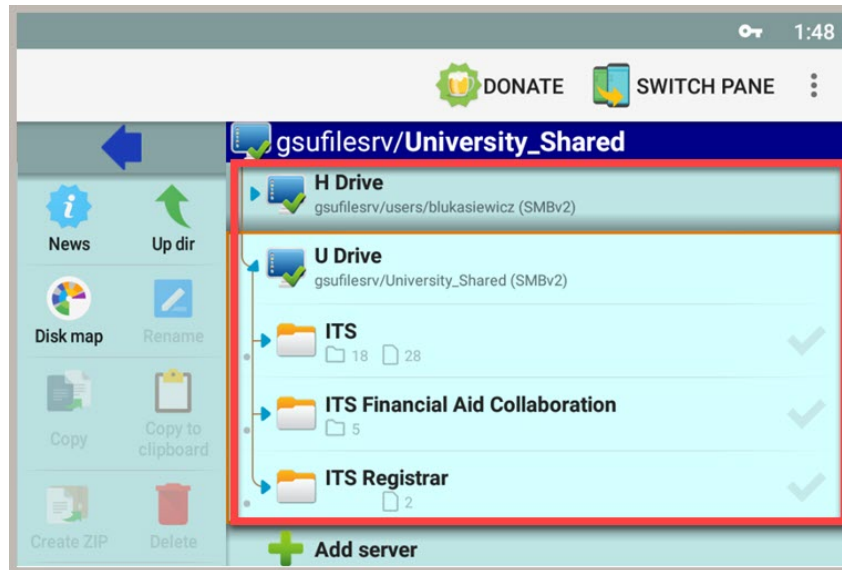 1:48
DONATE
SWITCH PANE
gsufilesrv/University_Shared
H Drive
gsufilesrv/users/blukasiewicz (SMBv2)
News
Up dir
U Drive
gsufilesrv/University_Shared (SMBv2)
Disk map
Rename
ITS
18 28
ITS Financial Aid Collaboration
5
Copy
Copy to
clipboard
ITS Registrar
2
Create ZIP
Delete
Add server